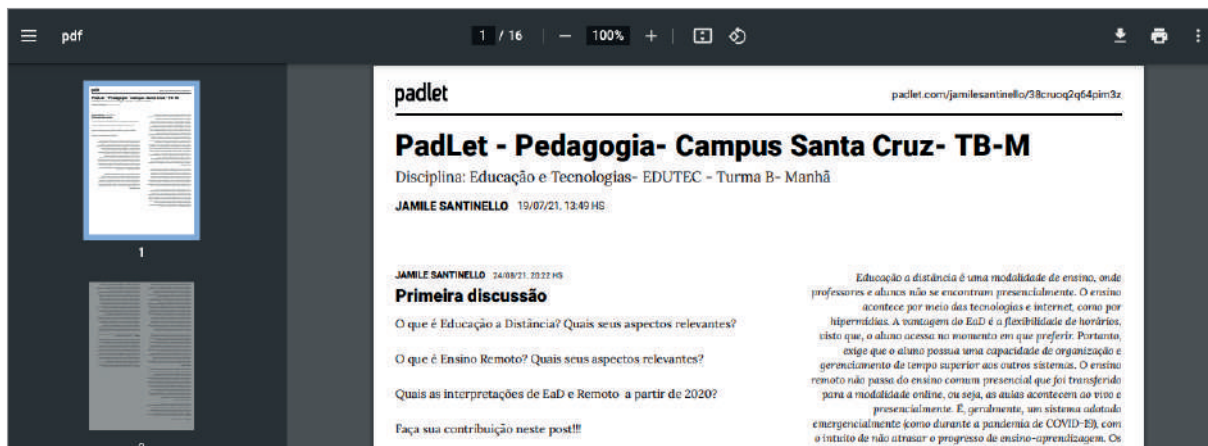 pdf
1 / 16
100%
1
padlet
padlet.com/jamilesantinello/38cruoq2q64pim3z
PadLet - Pedagogia- Campus Santa Cruz- TB-M
Disciplina: Educação e Tecnologias- EDUTEC - Turma B- Manhã
JAMILE SANTINELLO 19/07/21, 13:49 HS
JAMILE SANTINELLO 24/08/21, 20:22 HS
Primeira discussão
O que é Educação a Distância? Quais seus aspectos relevantes?
O que é Ensino Remoto? Quais seus aspectos relevantes?
Quais as interpretações de EaD e Remoto a partir de 2020?
Faça sua contribuição neste post!!!
Educação a distância é uma modalidade de ensino, onde
professores e alunos não se encontram presencialmente. O ensino
acontece por meio das tecnologias e internet, como por
hipermídias. A vantagem do EaD é a flexibilidade de horários,
visto que, o aluno acessa no momento em que preferir. Portanto,
exige que o aluno possua uma capacidade de organização e
gerenciamento de tempo superior aos outros sistemas. O ensino
remoto não passa do ensino comum presencial que foi transferido
para a modalidade online, ou seja, as aulas acontecem ao vivo e
presencialmente. É, geralmente, um sistema adotado
emergencialmente (como durante a pandemia de COVID-19), com
o intuito de não atrasar o progresso de ensino-aprendizagem. Os